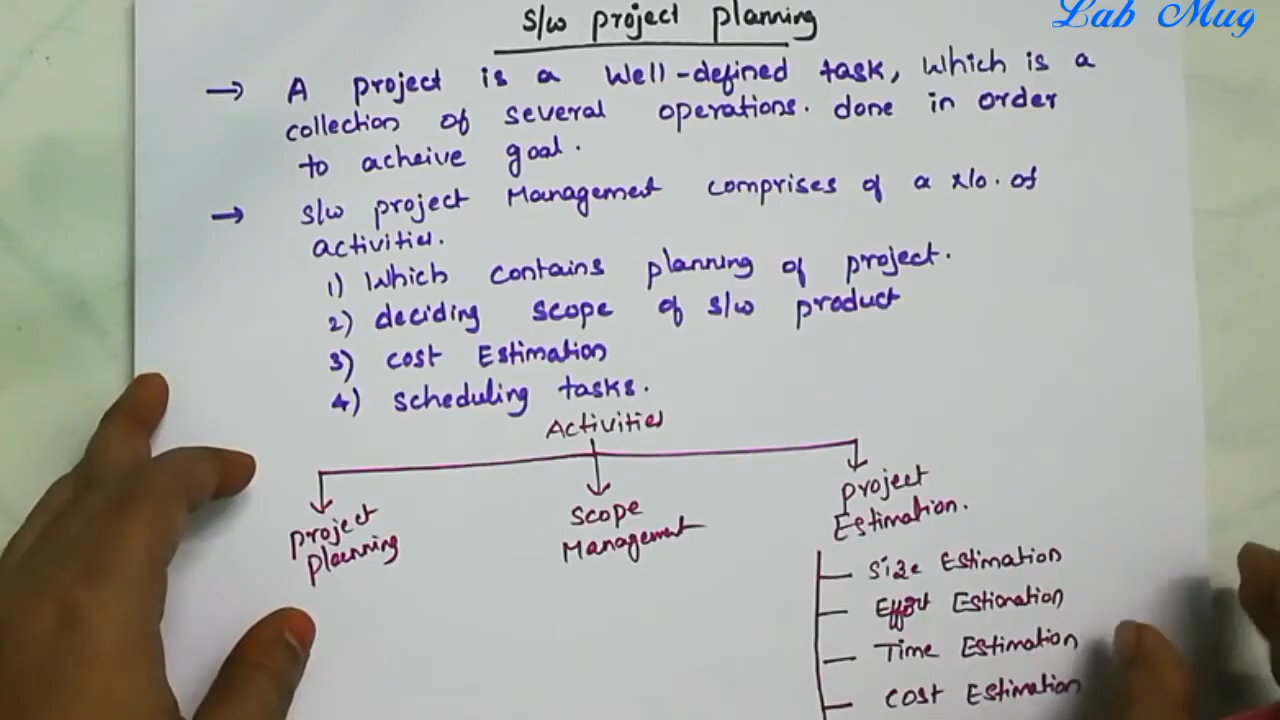 Lab Mug
S/w project planning
→ A project is a well-defined task, which is a
collection of several operations. done in order
to acheive goal.
→ S/w project Management comprises of a no. of
activities.
1) Which contains planning of project.
2) deciding scope of s/w product
3) cost Estimation
4) scheduling tasks.
Activities
Project
planning
Scope
Management
Project
Estimation.
Size Estimation
Effort Estimation
Time Estimation
Cost Estimation